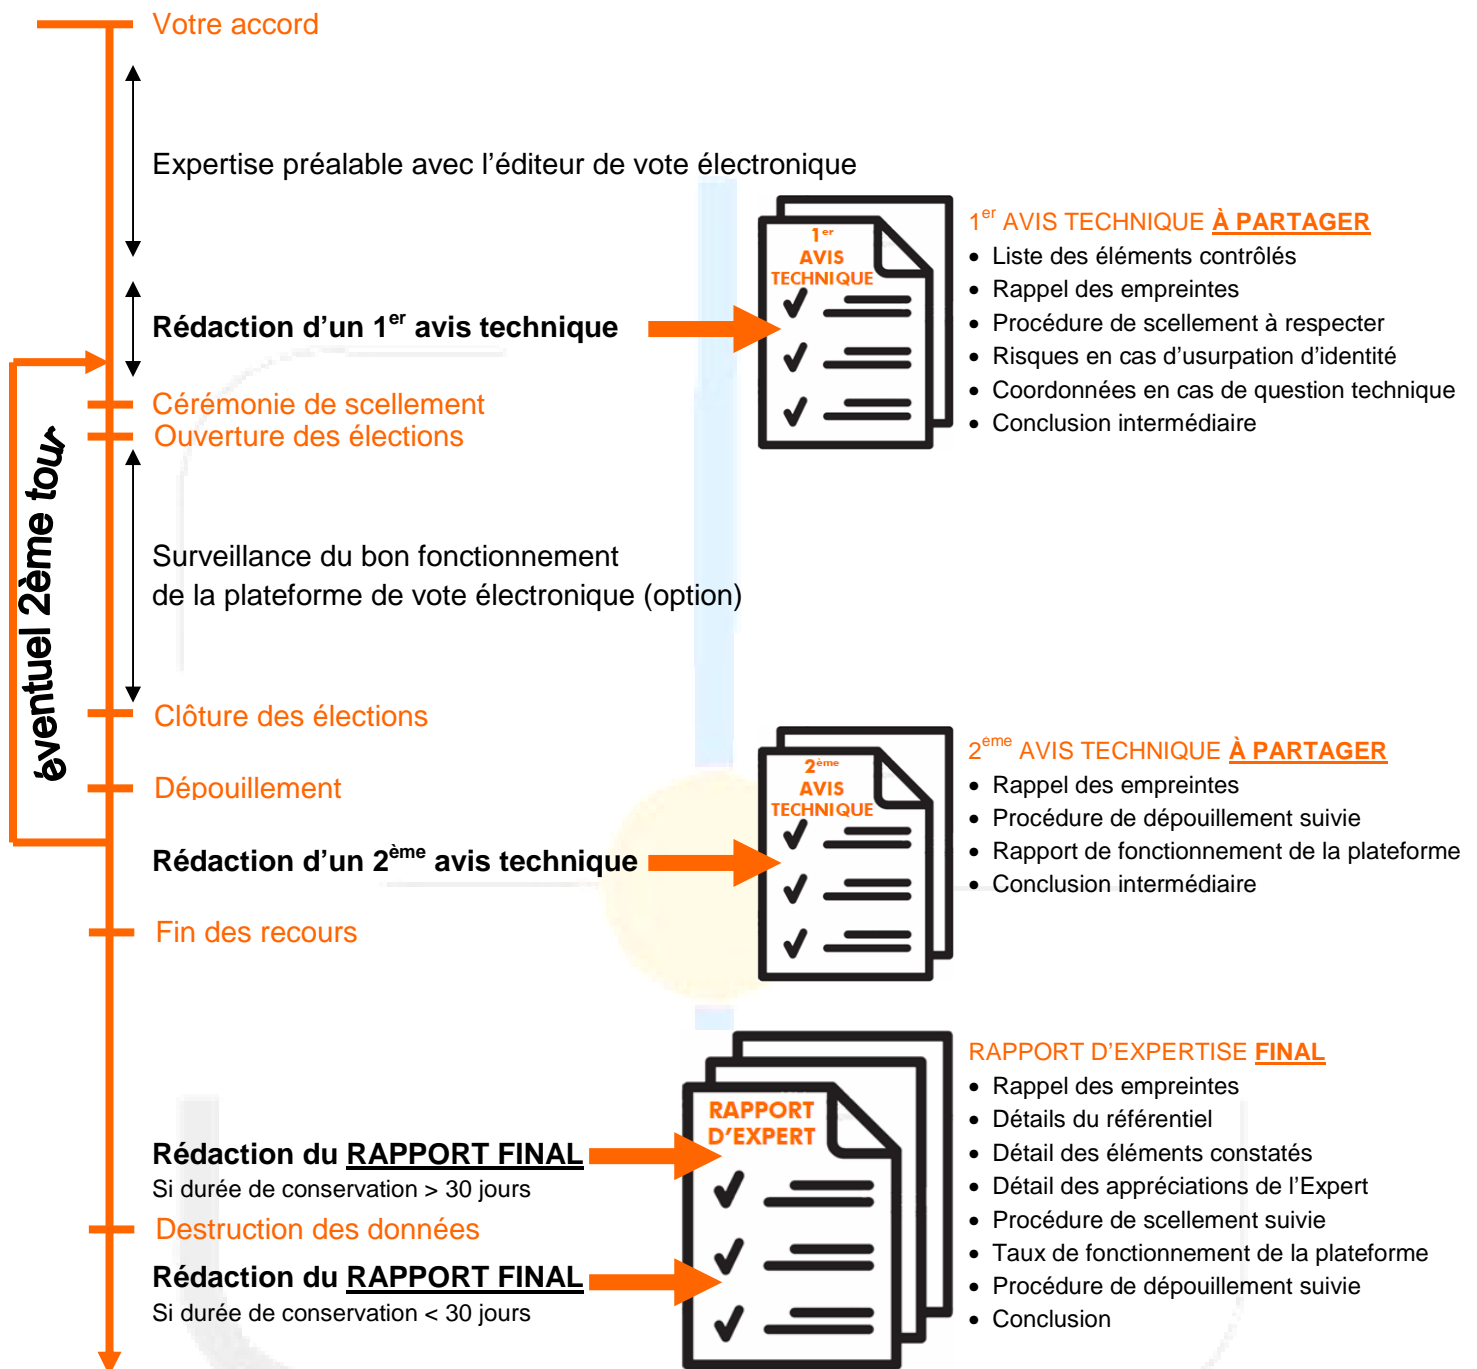 Votre accord
Expertise préalable avec l’éditeur de vote électronique
Rédaction d’un 1er avis technique
1er
AVIS
TECHNIQUE
1er AVIS TECHNIQUE À PARTAGER
• Liste des éléments contrôlés
• Rappel des empreintes
• Procédure de scellement à respecter
• Risques en cas d’usurpation d’identité
• Coordonnées en cas de question technique
• Conclusion intermédiaire
Cérémonie de scellement
Ouverture des élections
éventuel 2ème tour
Surveillance du bon fonctionnement
de la plateforme de vote électronique (option)
Clôture des élections
Dépouillement
Rédaction d’un 2ème avis technique
2ème
AVIS
TECHNIQUE
2eme AVIS TECHNIQUE À PARTAGER
• Rappel des empreintes
• Procédure de dépouillement suivie
• Rapport de fonctionnement de la plateforme
• Conclusion intermédiaire
Fin des recours
Rédaction du RAPPORT FINAL
Si durée de conservation > 30 jours
Destruction des données
Rédaction du RAPPORT FINAL
Si durée de conservation < 30 jours
RAPPORT
D’EXPERT
RAPPORT D’EXPERTISE FINAL
• Rappel des empreintes
• Détails du référentiel
• Détail des éléments constatés
• Détail des appréciations de l’Expert
• Procédure de scellement suivie
• Taux de fonctionnement de la plateforme
• Procédure de dépouillement suivie
• Conclusion